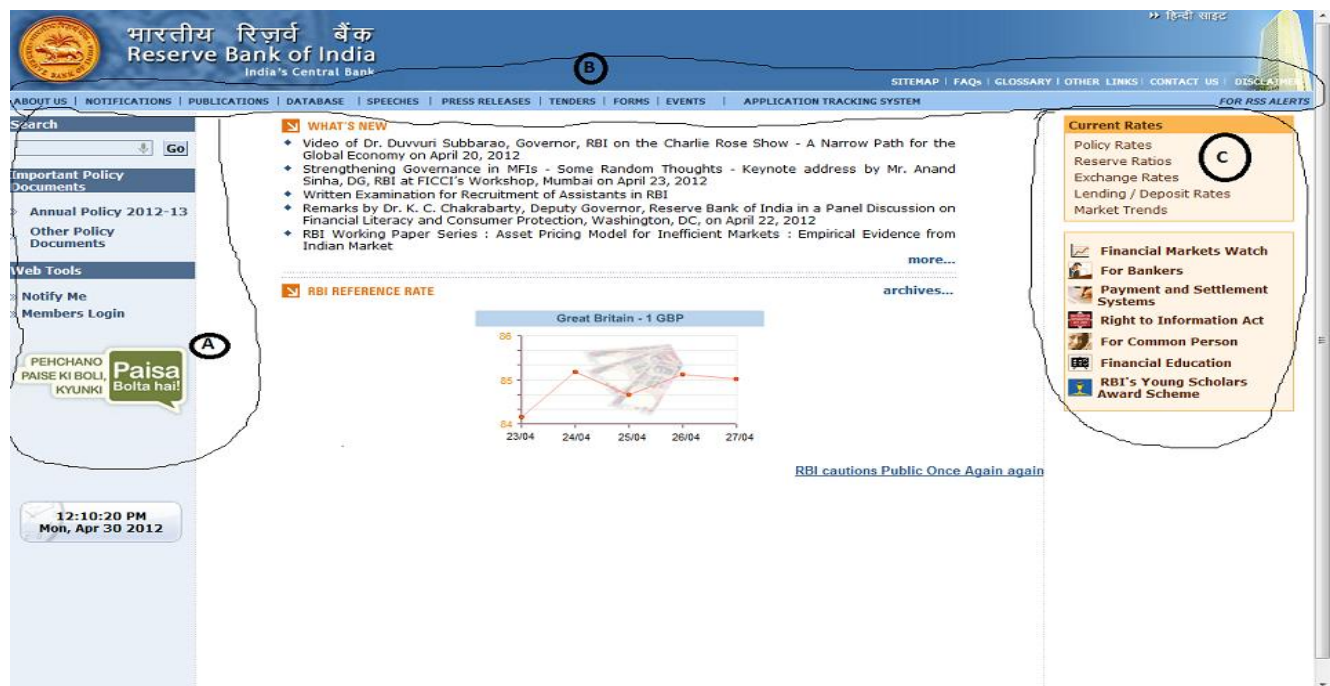 ›› हिन्दी साइट
भारतीय रिज़र्व बैंक
Reserve Bank of India
India's Central Bank
B
SITEMAP | FAQs | GLOSSARY | OTHER LINKS | CONTACT US | DISCLAIMER
ABOUT US | NOTIFICATIONS | PUBLICATIONS | DATABASE | SPEECHES | PRESS RELEASES | TENDERS | FORMS | EVENTS | APPLICATION TRACKING SYSTEM FOR RSS ALERTS
Search
Go
Important Policy
Documents
Annual Policy 2012-13
Other Policy
Documents
Web Tools
Notify Me
Members Login
A
PEHCHANO
PAISE KI BOLI,
KYUNKI
Paisa
Bolta hai!
12:10:20 PM
Mon, Apr 30 2012
WHAT'S NEW
Video of Dr. Duvvuri Subbarao, Governor, RBI on the Charlie Rose Show - A Narrow Path for the
Global Economy on April 20, 2012
Strengthening Governance in MFIs - Some Random Thoughts - Keynote address by Mr. Anand
Sinha, DG, RBI at FICCI's Workshop, Mumbai on April 23, 2012
Written Examination for Recruitment of Assistants in RBI
Remarks by Dr. K. C. Chakrabarty, Deputy Governor, Reserve Bank of India in a Panel Discussion on
Financial Literacy and Consumer Protection, Washington, DC, on April 22, 2012
RBI Working Paper Series : Asset Pricing Model for Inefficient Markets : Empirical Evidence from
Indian Market
more...
RBI REFERENCE RATE
archives...
Great Britain - 1 GBP
86
85
84
23/04 24/04 25/04 26/04 27/04
RBI cautions Public Once Again again
Current Rates
Policy Rates
Reserve Ratios
Exchange Rates
Lending / Deposit Rates
Market Trends
C
Financial Markets Watch
For Bankers
Payment and Settlement
Systems
Right to Information Act
For Common Person
Financial Education
RBI's Young Scholars
Award Scheme